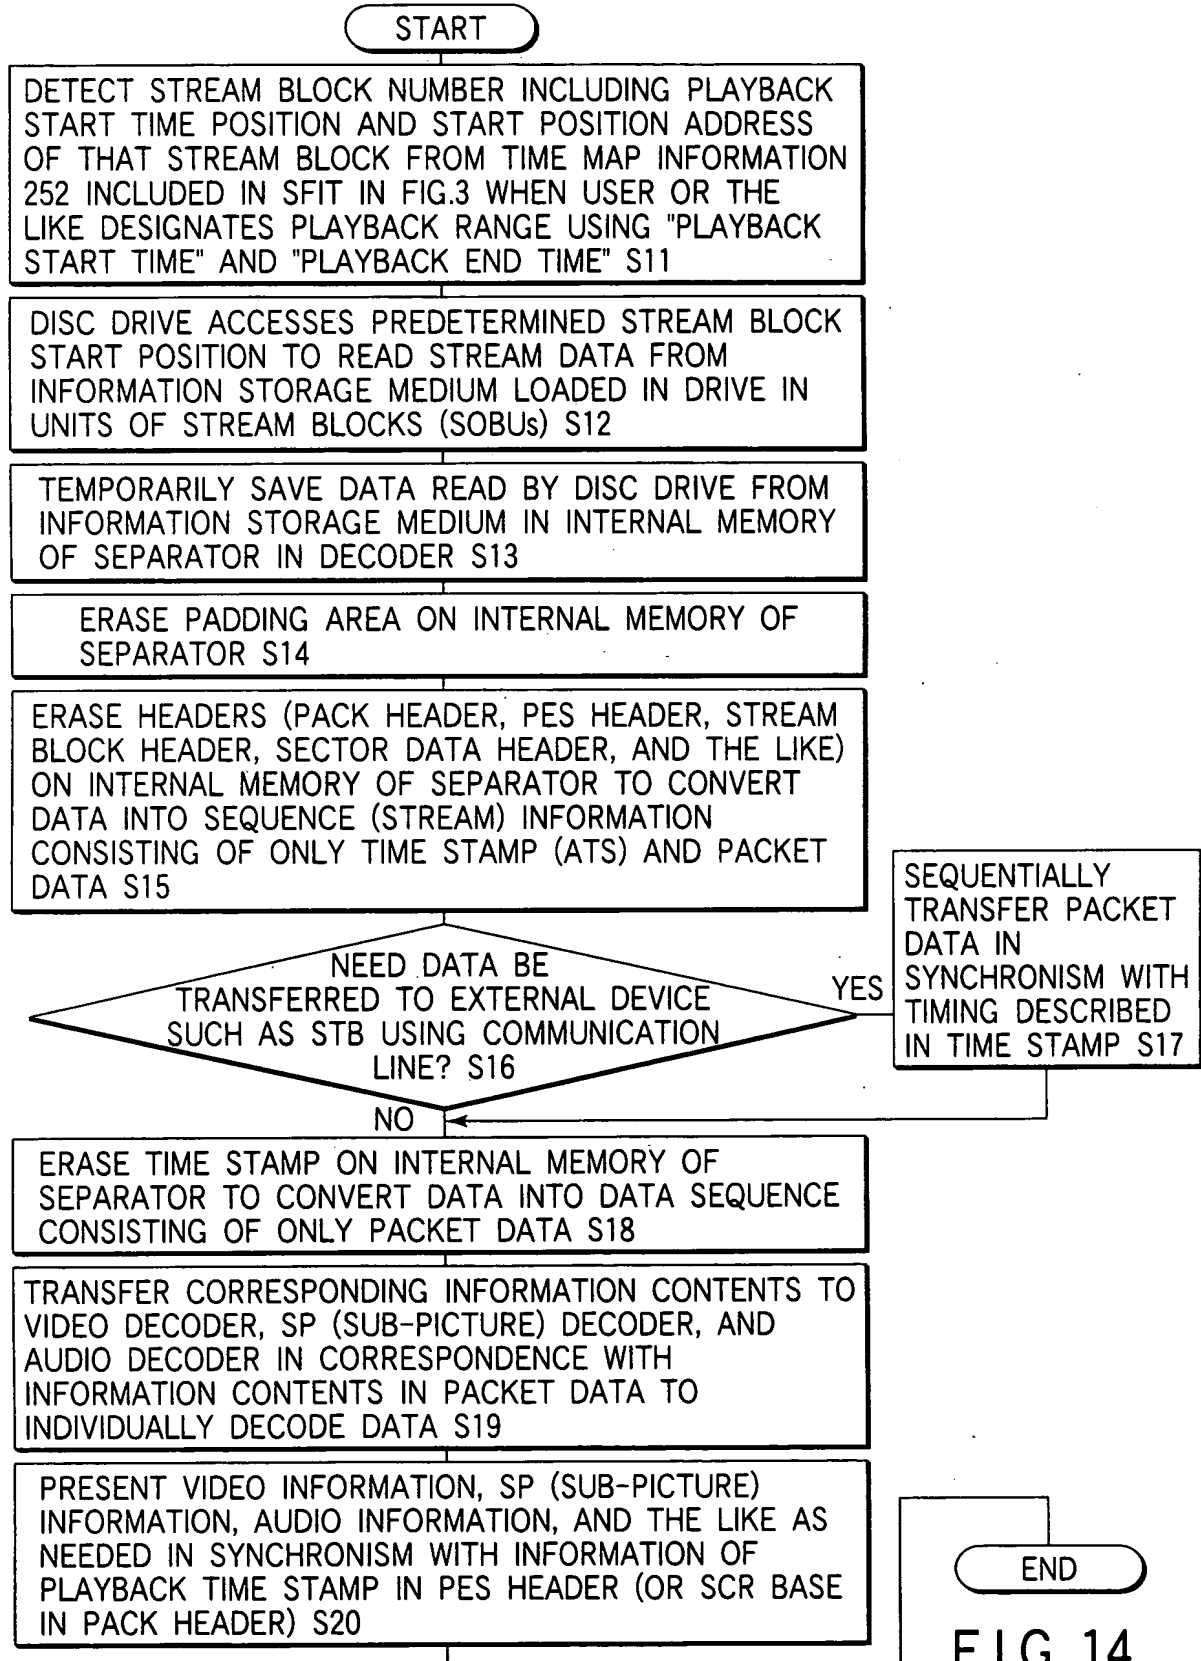 START
DETECT STREAM BLOCK NUMBER INCLUDING PLAYBACK
START TIME POSITION AND START POSITION ADDRESS
OF THAT STREAM BLOCK FROM TIME MAP INFORMATION
252 INCLUDED IN SFIT IN FIG.3 WHEN USER OR THE
LIKE DESIGNATES PLAYBACK RANGE USING "PLAYBACK
START TIME" AND "PLAYBACK END TIME" S11
DISC DRIVE ACCESSES PREDETERMINED STREAM BLOCK
START POSITION TO READ STREAM DATA FROM
INFORMATION STORAGE MEDIUM LOADED IN DRIVE IN
UNITS OF STREAM BLOCKS (SOBUs) S12
TEMPORARILY SAVE DATA READ BY DISC DRIVE FROM
INFORMATION STORAGE MEDIUM IN INTERNAL MEMORY
OF SEPARATOR IN DECODER S13
ERASE PADDING AREA ON INTERNAL MEMORY OF
SEPARATOR S14
ERASE HEADERS (PACK HEADER, PES HEADER, STREAM
BLOCK HEADER, SECTOR DATA HEADER, AND THE LIKE)
ON INTERNAL MEMORY OF SEPARATOR TO CONVERT
DATA INTO SEQUENCE (STREAM) INFORMATION
CONSISTING OF ONLY TIME STAMP (ATS) AND PACKET
DATA S15
NEED DATA BE
TRANSFERRED TO EXTERNAL DEVICE
SUCH AS STB USING COMMUNICATION
LINE? S16
YES
SEQUENTIALLY
TRANSFER PACKET
DATA IN
SYNCHRONISM WITH
TIMING DESCRIBED
IN TIME STAMP S17
NO
ERASE TIME STAMP ON INTERNAL MEMORY OF
SEPARATOR TO CONVERT DATA INTO DATA SEQUENCE
CONSISTING OF ONLY PACKET DATA S18
TRANSFER CORRESPONDING INFORMATION CONTENTS TO
VIDEO DECODER, SP (SUB-PICTURE) DECODER, AND
AUDIO DECODER IN CORRESPONDENCE WITH
INFORMATION CONTENTS IN PACKET DATA TO
INDIVIDUALLY DECODE DATA S19
PRESENT VIDEO INFORMATION, SP (SUB-PICTURE)
INFORMATION, AUDIO INFORMATION, AND THE LIKE AS
NEEDED IN SYNCHRONISM WITH INFORMATION OF
PLAYBACK TIME STAMP IN PES HEADER (OR SCR BASE
IN PACK HEADER) S20
END
FIG. 14